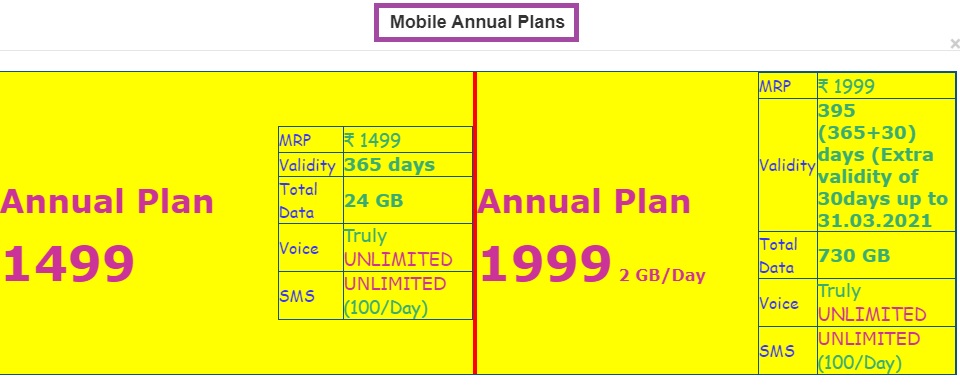 Mobile Annual Plans
×
Annual Plan
1499
MRP ₹ 1499
Validity 365 days
Total
Data 24 GB
Voice Truly
UNLIMITED
SMS UNLIMITED
(100/Day)
Annual Plan
1999 2 GB/Day
MRP ₹ 1999
Validity 395
(365+30)
days (Extra
validity of
30days up to
31.03.2021
Total
Data 730 GB
Voice Truly
UNLIMITED
SMS UNLIMITED
(100/Day)